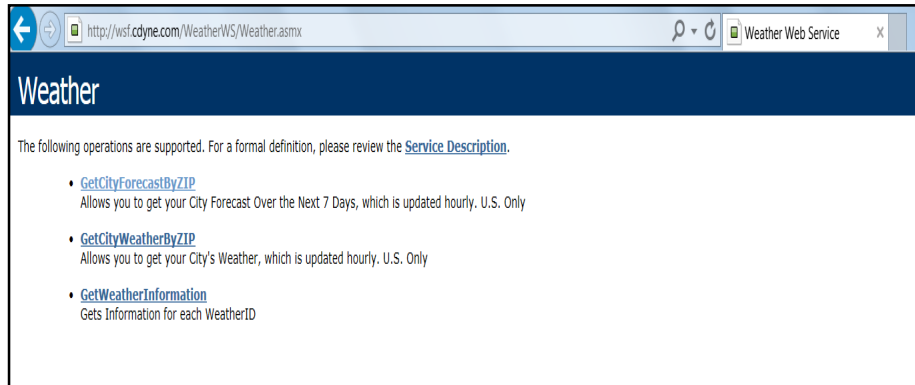 http://wsf.cdyne.com/WeatherWS/Weather.asmx
Weather Web Service
Weather
The following operations are supported. For a formal definition, please review the Service Description.
• GetCityForecastByZIP
Allows you to get your City Forecast Over the Next 7 Days, which is updated hourly. U.S. Only
• GetCityWeatherByZIP
Allows you to get your City's Weather, which is updated hourly. U.S. Only
• GetWeatherInformation
Gets Information for each WeatherID